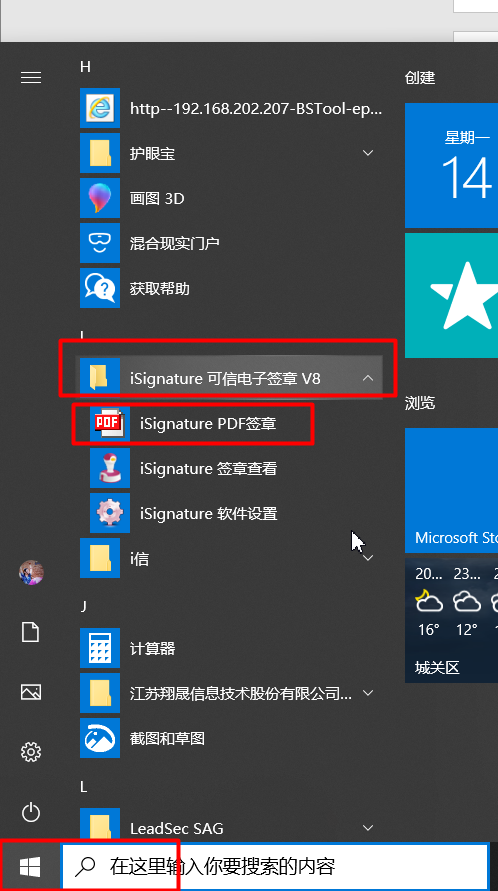 H
http--192.168.202.207-BSTool-ep...
护眼宝
画图 3D
混合现实门户
获取帮助
iSignature 可信电子签章 V8
PDF
iSignature PDF签章
iSignature 签章查看
iSignature 软件设置
i信
J
计算器
江苏翔晟信息技术股份有限公司...
截图和草图
L
LeadSec SAG
在这里输入你要搜索的内容
创建
星期一
14
浏览
Microsoft Sto
20... 23...
16° 12°
城关区